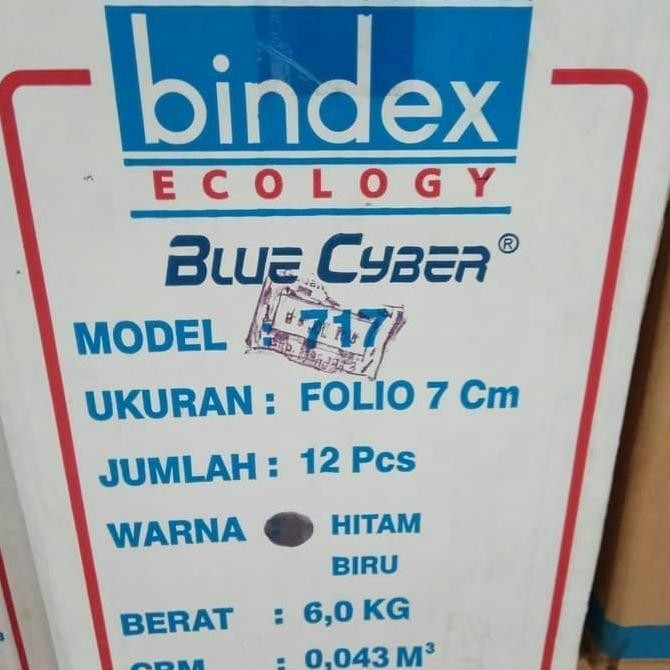 bindex
ECOLOGY
BLUE CYBER®
MODEL : 717
UKURAN : FOLIO 7 Cm
JUMLAH : 12 Pcs
WARNA HITAM
BIRU
BERAT : 6,0 KG
CBM : 0,043 M³